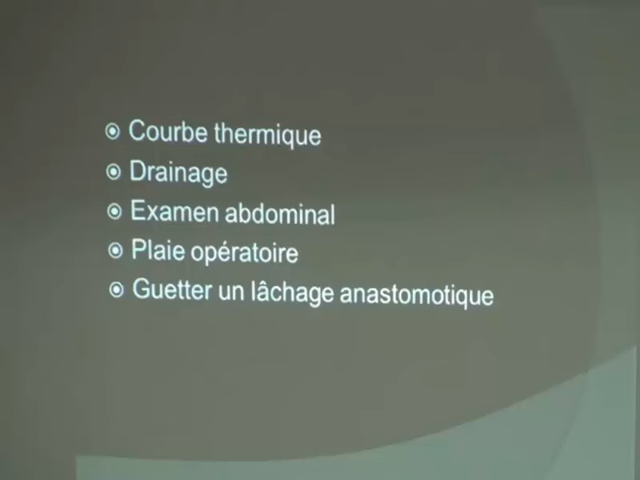 Courbe thermique
Drainage
Examen abdominal
Plaie opératoire
Guetter un lâchage anastomotique